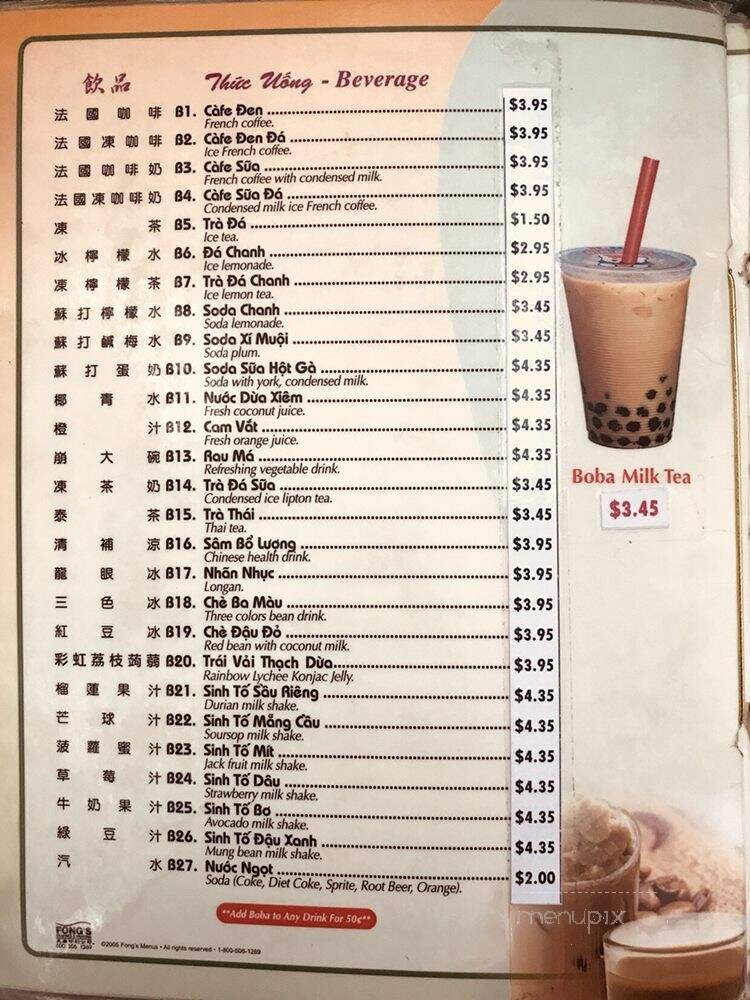 飲品 Thức Uống - Beverage
法國咖啡 B1. Càfe Đen $3.95
French coffee.
法國凍咖啡 B2. Càfe Đen Đá $3.95
Ice French coffee.
法國咖啡奶 B3. Càfe Sữa $3.95
French coffee with condensed milk.
法國凍咖啡奶 B4. Càfe Sữa Đá $3.95
Condensed milk ice French coffee.
凍茶 B5. Trà Đá $1.50
Ice tea.
冰檸檬水 B6. Đá Chanh $2.95
Ice lemonade.
凍檸檬茶 B7. Trà Đá Chanh $2.95
Ice lemon tea.
蘇打檸檬水 B8. Soda Chanh $3.45
Soda lemonade.
蘇打鹹梅水 B9. Soda Xí Muội $3.45
Soda plum.
蘇打蛋奶 B10. Soda Sữa Hột Gà $4.35
Soda with york, condensed milk.
椰青水 B11. Nước Dừa Xiêm $4.35
Fresh coconut juice.
橙汁 B12. Cam Vắt $4.35
Fresh orange juice.
崩大碗 B13. Rau Má $4.35
Refreshing vegetable drink.
凍茶奶 B14. Trà Đá Sữa $3.45
Condensed ice lipton tea.
泰茶 B15. Trà Thái $3.45
Thai tea.
清補涼 B16. Sâm Bổ Lượng $3.95
Chinese health drink.
龍眼冰 B17. Nhãn Nhục $3.95
Longan.
三色冰 B18. Chè Ba Màu $3.95
Three colors bean drink.
紅豆冰 B19. Chè Đậu Đỏ $3.95
Red bean with coconut milk.
彩虹荔枝蒟蒻 B20. Trái Vải Thạch Dừa $3.95
Rainbow Lychee Konjac Jelly.
榴蓮果汁 B21. Sinh Tố Sầu Riêng $4.35
Durian milk shake.
芒球汁 B22. Sinh Tố Mãng Cầu $4.35
Soursop milk shake.
菠蘿蜜汁 B23. Sinh Tố Mít $4.35
Jack fruit milk shake.
草莓汁 B24. Sinh Tố Dâu $4.35
Strawberry milk shake.
牛奶果汁 B25. Sinh Tố Bơ $4.35
Avocado milk shake.
綠豆汁 B26. Sinh Tố Đậu Xanh $4.35
Mung bean milk shake.
汽水 B27. Nước Ngọt $2.00
Soda (Coke, Diet Coke, Sprite, Root Beer, Orange).
**Add Boba to Any Drink For 50¢**
Boba Milk Tea
$3.45
FONG'S
800 506 1269
©2005 Fong's Menus • All rights reserved • 1-800-506-1269
menupix